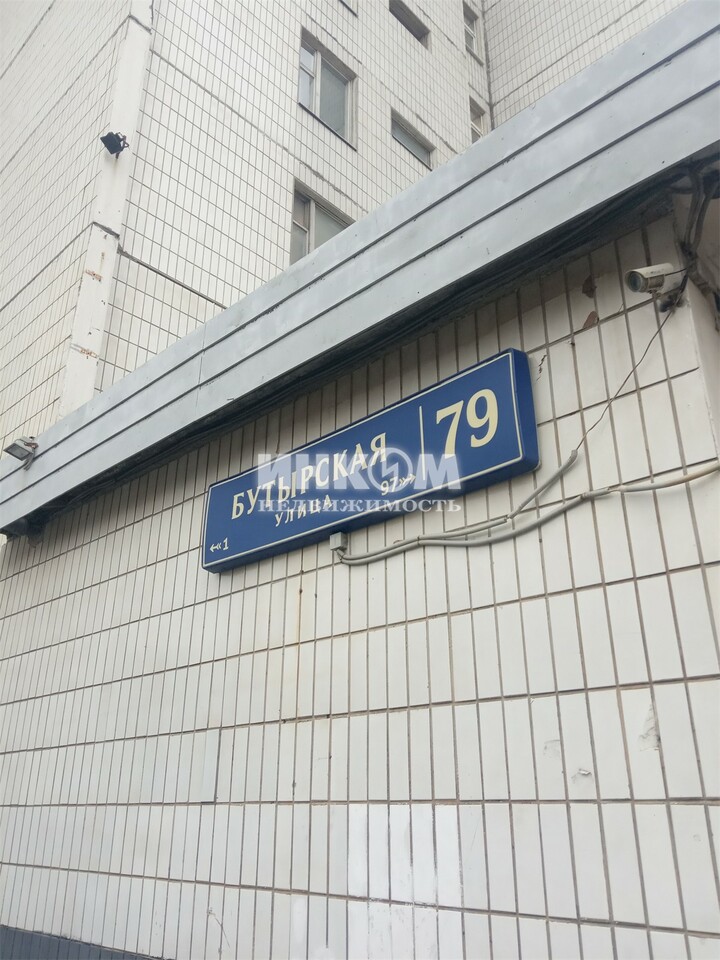 БУТЫРСКАЯ
УЛИЦА
79
←«1
97»→
ИНКОМ
НЕДВИЖИМОСТЬ